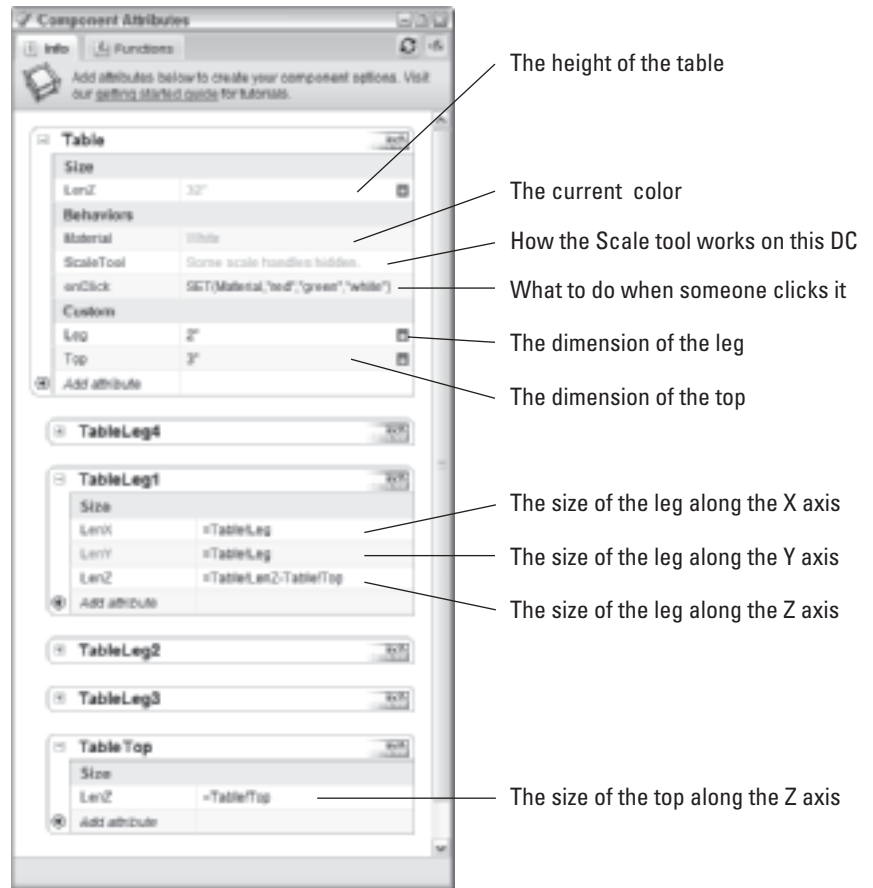 Component Attributes
Info Functions
Add attributes below to create your component options. Visit
our getting started guide for tutorials.
The height of the table
Table
Size
LenZ 32"
The current color
Behaviors
Material White
How the Scale tool works on this DC
ScaleTool Some scale handles hidden.
What to do when someone clicks it
onClick SET(Material,"red","green","white")
Custom
Leg 2"
The dimension of the leg
Top 3"
The dimension of the top
Add attribute
TableLeg4
TableLeg1
Size
The size of the leg along the X axis
LenX =Table!Leg
The size of the leg along the Y axis
LenY =Table!Leg
LenZ =Table!LenZ-Table!Top
The size of the leg along the Z axis
Add attribute
TableLeg2
TableLeg3
TableTop
Size
LenZ =Table!Top
The size of the top along the Z axis
Add attribute